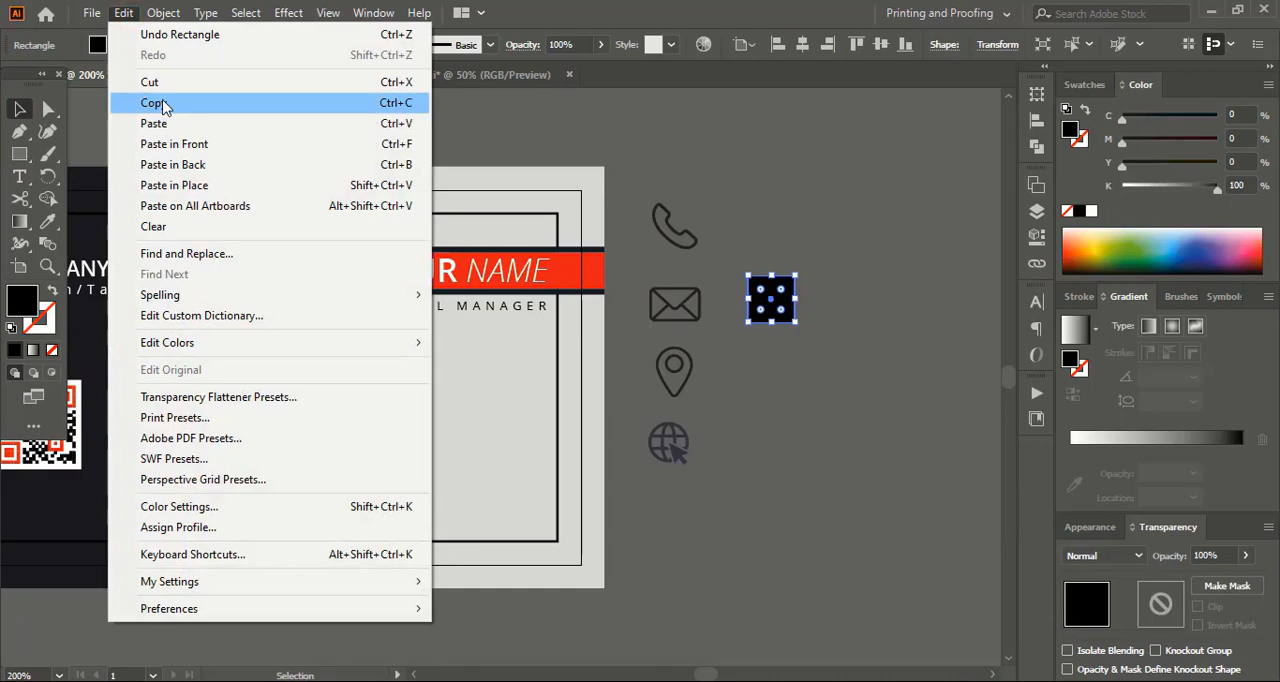 Ai File Edit Object Type Select Effect View Window Help Printing and Proofing Search Adobe Stock
Rectangle Basic Opacity: 100% Style: Shape: Transform
@ 200% * @ 50% (RGB/Preview)
Undo Rectangle Ctrl+Z
Redo Shift+Ctrl+Z
Cut Ctrl+X
Copy Ctrl+C
Paste Ctrl+V
Paste in Front Ctrl+F
Paste in Back Ctrl+B
Paste in Place Shift+Ctrl+V
Paste on All Artboards Alt+Shift+Ctrl+V
Clear
Find and Replace...
Find Next
Spelling
Edit Custom Dictionary...
Edit Colors
Edit Original
Transparency Flattener Presets...
Print Presets...
Adobe PDF Presets...
SWF Presets...
Perspective Grid Presets...
Color Settings... Shift+Ctrl+K
Assign Profile...
Keyboard Shortcuts... Alt+Shift+Ctrl+K
My Settings
Preferences
ANY
n / Ta
UR NAME
L MANAGER
Swatches Color
C 0 %
M 0 %
Y 0 %
K 100 %
Stroke Gradient Brushes Symbols
Type:
Stroke:
Opacity:
Location:
Appearance Transparency
Normal Opacity: 100%
Make Mask
Clip
Invert Mask
Isolate Blending Knockout Group
Opacity & Mask Define Knockout Shape
200% 1 Selection